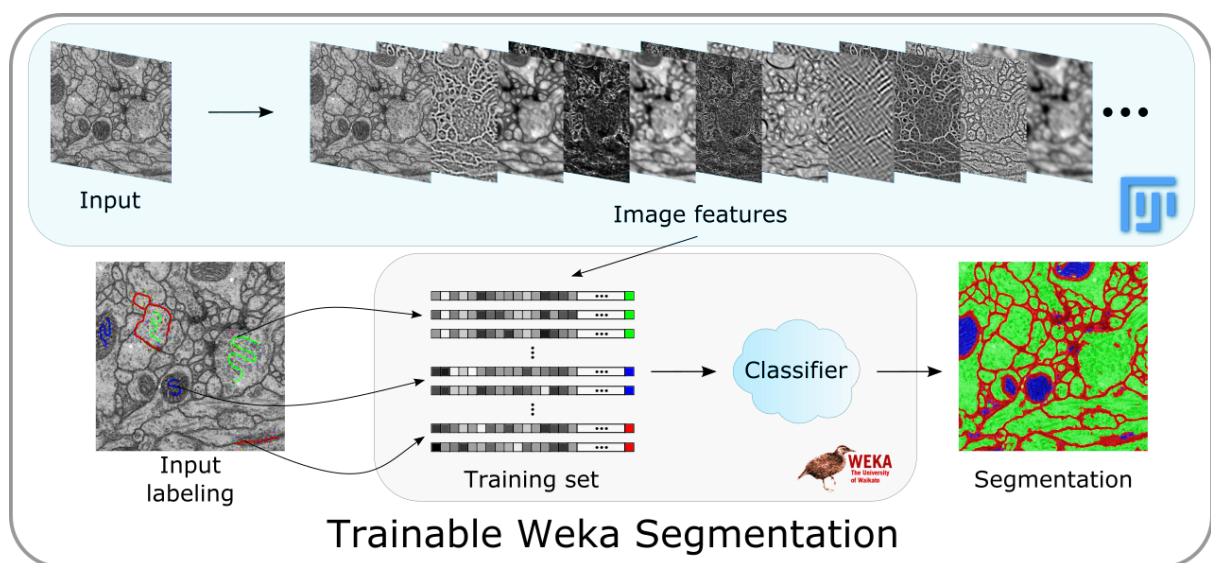 Input
Image features
Input
labeling
Training set
Classifier
WEKA
The University
of Waikato
Segmentation
Trainable Weka Segmentation